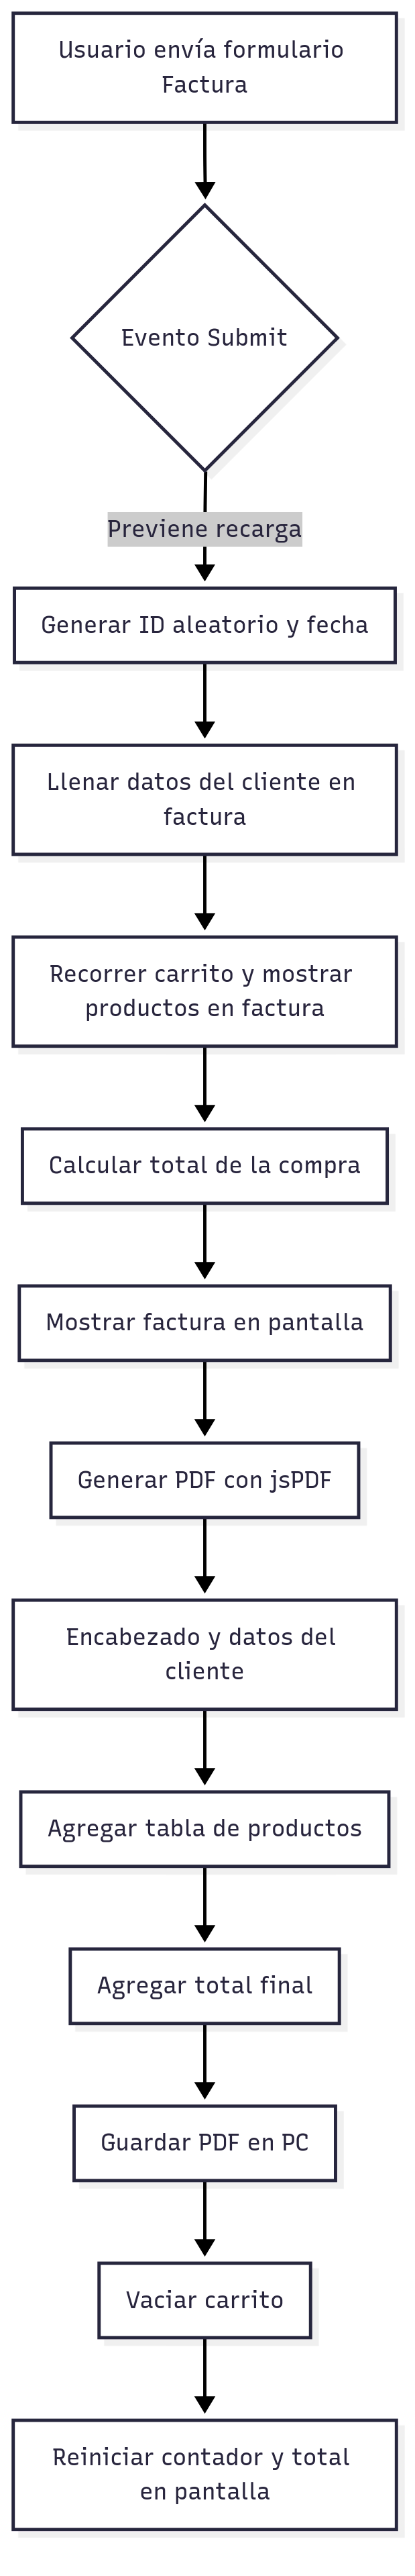 Usuario envía formulario
Factura
Evento Submit
Previene recarga
Generar ID aleatorio y fecha
Llenar datos del cliente en
factura
Recorrer carrito y mostrar
productos en factura
Calcular total de la compra
Mostrar factura en pantalla
Generar PDF con jsPDF
Encabezado y datos del
cliente
Agregar tabla de productos
Agregar total final
Guardar PDF en PC
Vaciar carrito
Reiniciar contador y total
en pantalla